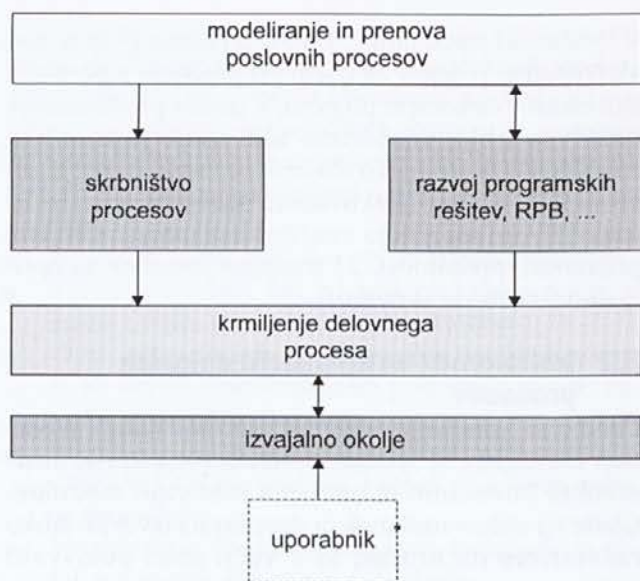 modeliranje in prenova
poslovnih procesov
skrbništvo
procesov
razvoj programskih
rešitev, RPB, ...
krmiljenje delovnega
procesa
izvajalno okolje
uporabnik